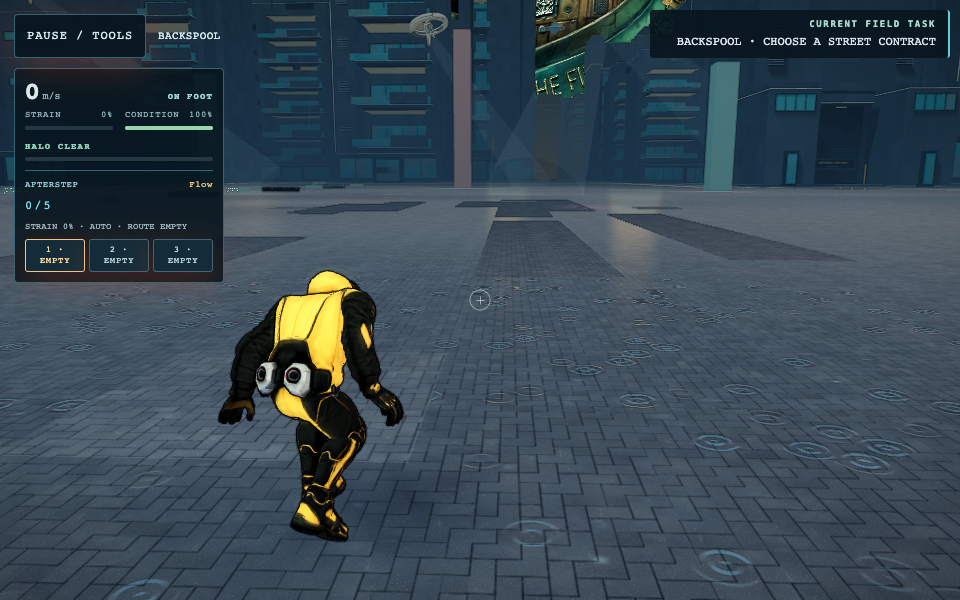 PAUSE / TOOLS
BACKSPOOL
CURRENT FIELD TASK
BACKSPOOL · CHOOSE A STREET CONTRACT
0 m/s
ON FOOT
STRAIN 0%
CONDITION 100%
HALO CLEAR
AFTERSTEP
Flow
0/5
STRAIN 0% · AUTO · ROUTE EMPTY
1 ·
EMPTY
2 ·
EMPTY
3 ·
EMPTY
HE